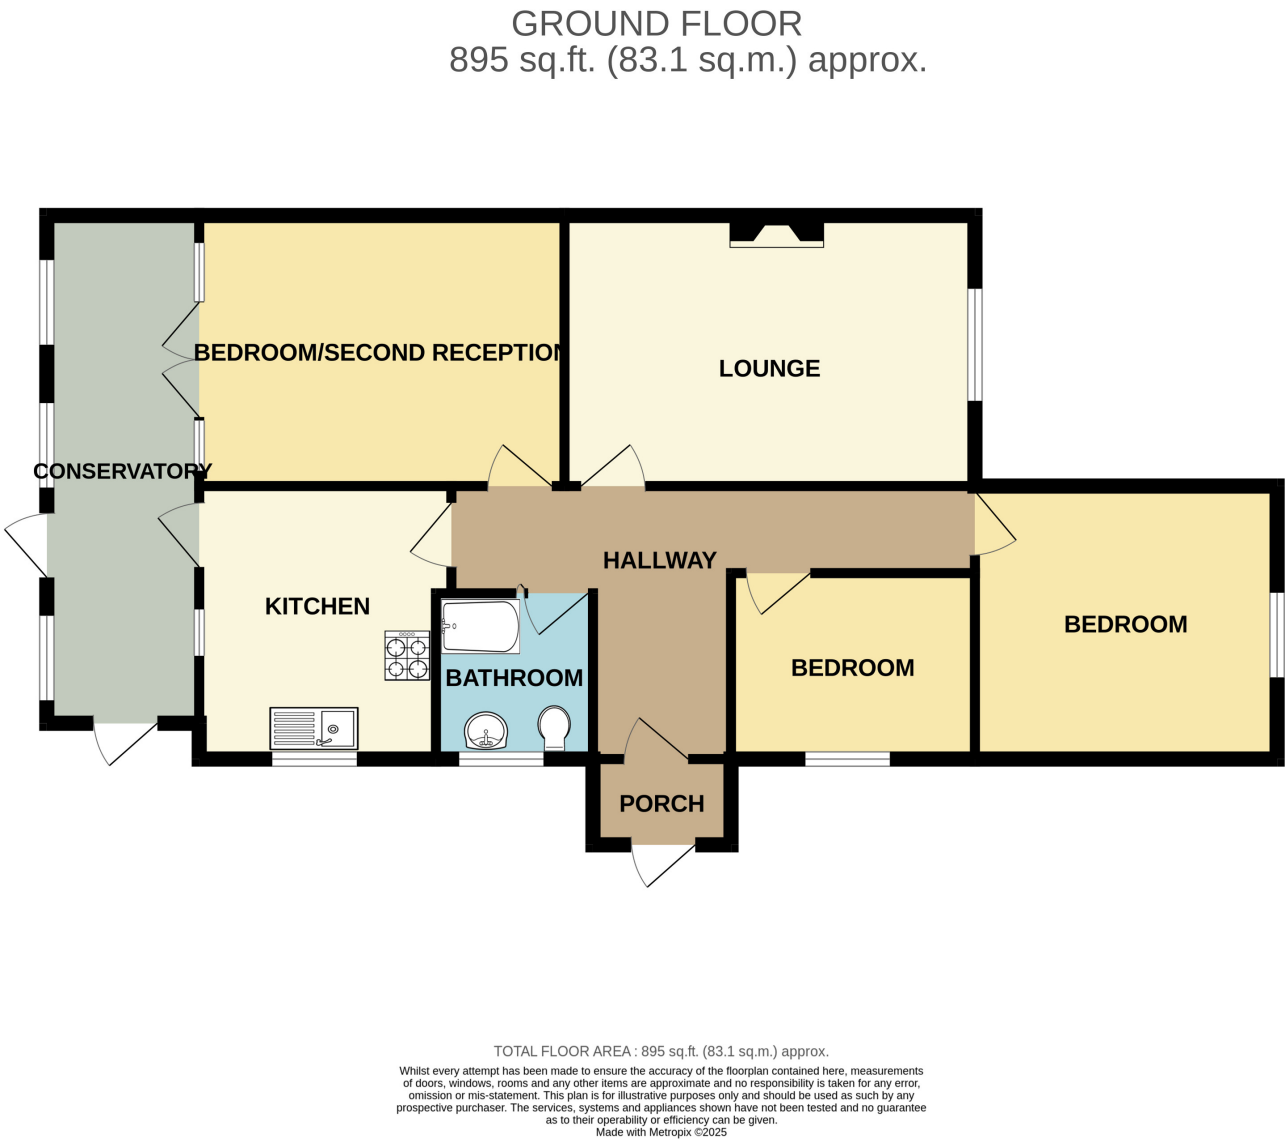 GROUND FLOOR
895 sq.ft. (83.1 sq.m.) approx.
BEDROOM/SECOND RECEPTION
LOUNGE
CONSERVATORY
HALLWAY
KITCHEN
BEDROOM
BEDROOM
BATHROOM
PORCH
TOTAL FLOOR AREA : 895 sq.ft. (83.1 sq.m.) approx.
Whilst every attempt has been made to ensure the accuracy of the floorplan contained here, measurements
of doors, windows, rooms and any other items are approximate and no responsibility is taken for any error,
omission or mis-statement. This plan is for illustrative purposes only and should be used as such by any
prospective purchaser. The services, systems and appliances shown have not been tested and no guarantee
as to their operability or efficiency can be given.
Made with Metropix ©2025